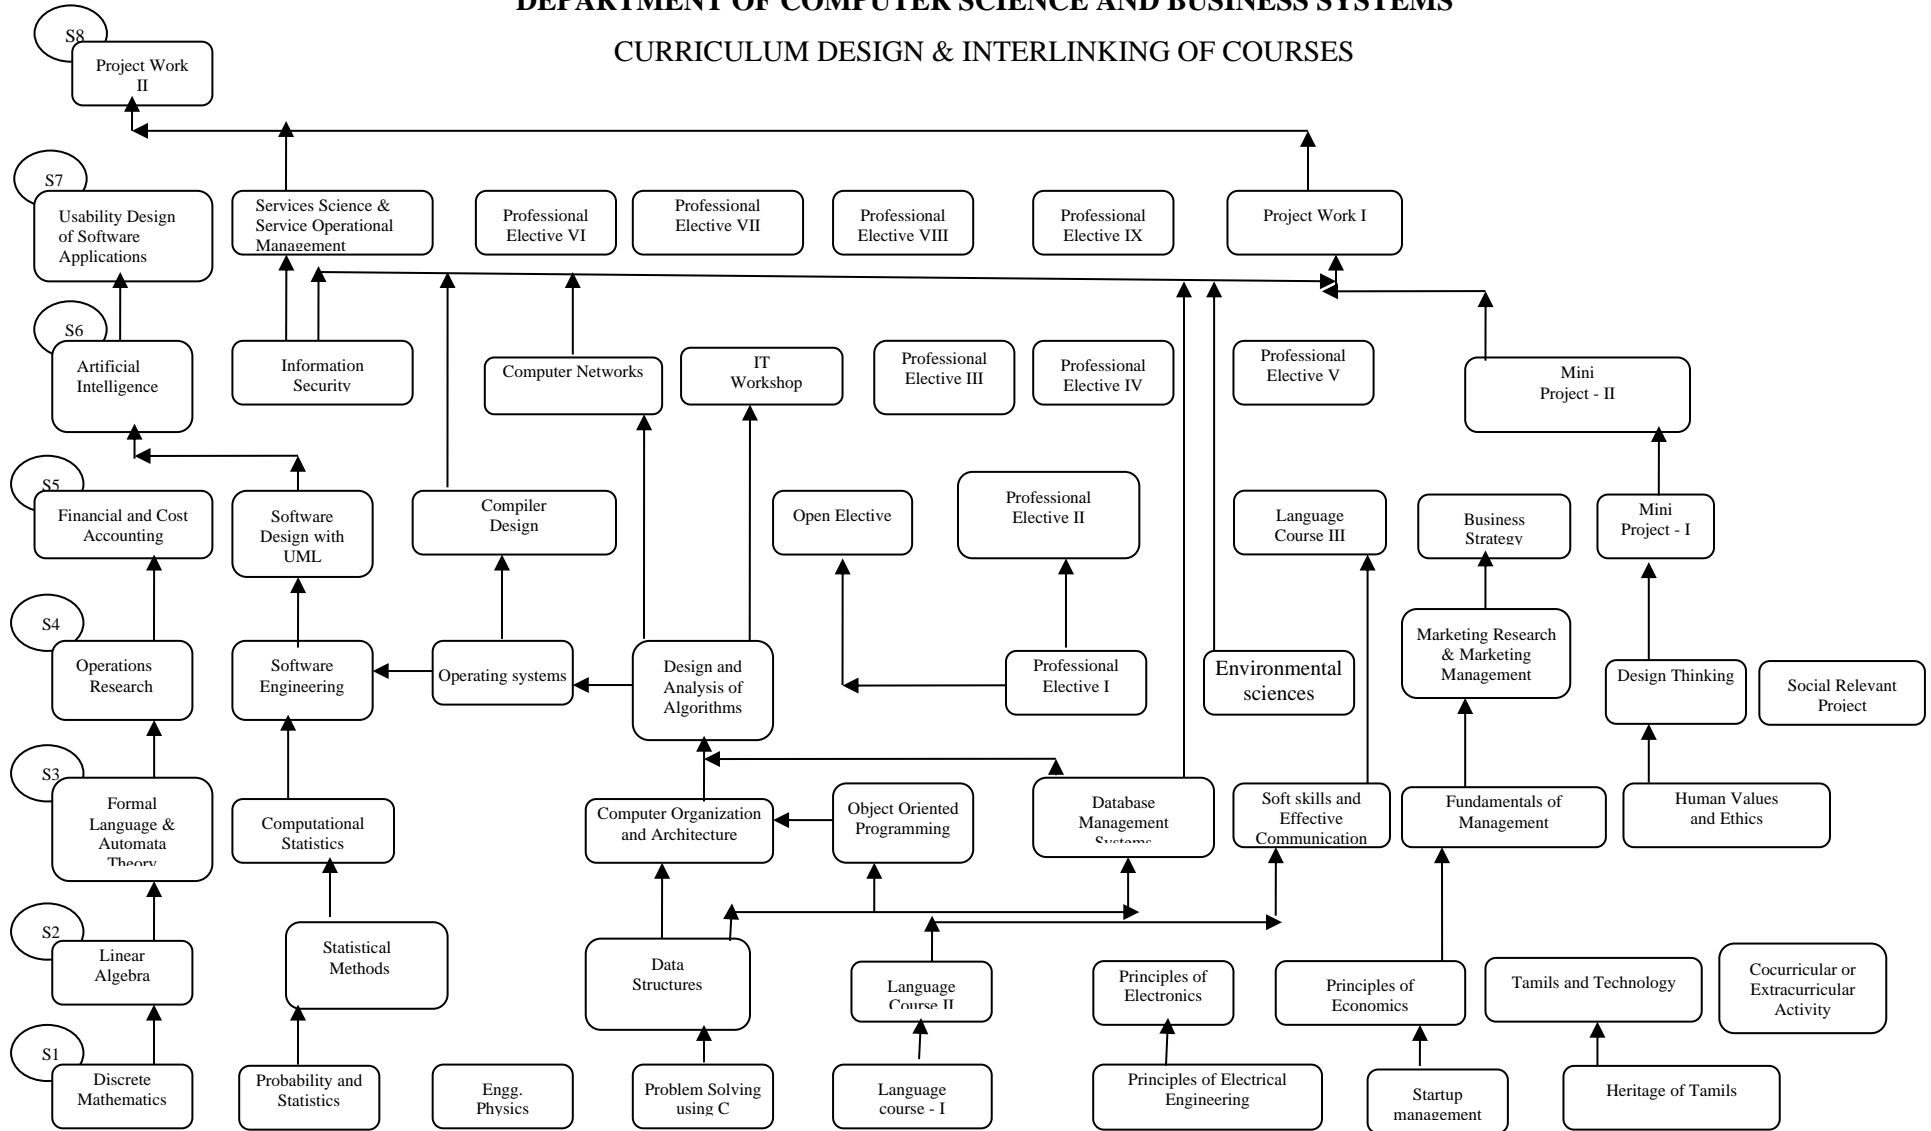 DEPARTMENT OF COMPUTER SCIENCE AND BUSINESS SYSTEMS
CURRICULUM DESIGN & INTERLINKING OF COURSES
S8
Project Work
II
S7
Usability Design
of Software
Applications
Services Science &
Service Operational
Management
Professional
Elective VI
Professional
Elective VII
Professional
Elective VIII
Professional
Elective IX
Project Work I
S6
Artificial
Intelligence
Information
Security
Computer Networks
IT
Workshop
Professional
Elective III
Professional
Elective IV
Professional
Elective V
Mini
Project - II
S5
Financial and Cost
Accounting
Software
Design with
UML
Compiler
Design
Open Elective
Professional
Elective II
Language
Course III
Business
Strategy
Mini
Project - I
S4
Operations
Research
Software
Engineering
Operating systems
Design and
Analysis of
Algorithms
Professional
Elective I
Environmental
sciences
Marketing Research
& Marketing
Management
Design Thinking
Social Relevant
Project
S3
Formal
Language &
Automata
Theory
Computational
Statistics
Computer Organization
and Architecture
Object Oriented
Programming
Database
Management
Systems
Soft skills and
Effective
Communication
Fundamentals of
Management
Human Values
and Ethics
S2
Linear
Algebra
Statistical
Methods
Data
Structures
Language
Course II
Principles of
Electronics
Principles of
Economics
Tamils and Technology
Cocurricular or
Extracurricular
Activity
S1
Discrete
Mathematics
Probability and
Statistics
Engg.
Physics
Problem Solving
using C
Language
course - I
Principles of Electrical
Engineering
Startup
management
Heritage of Tamils